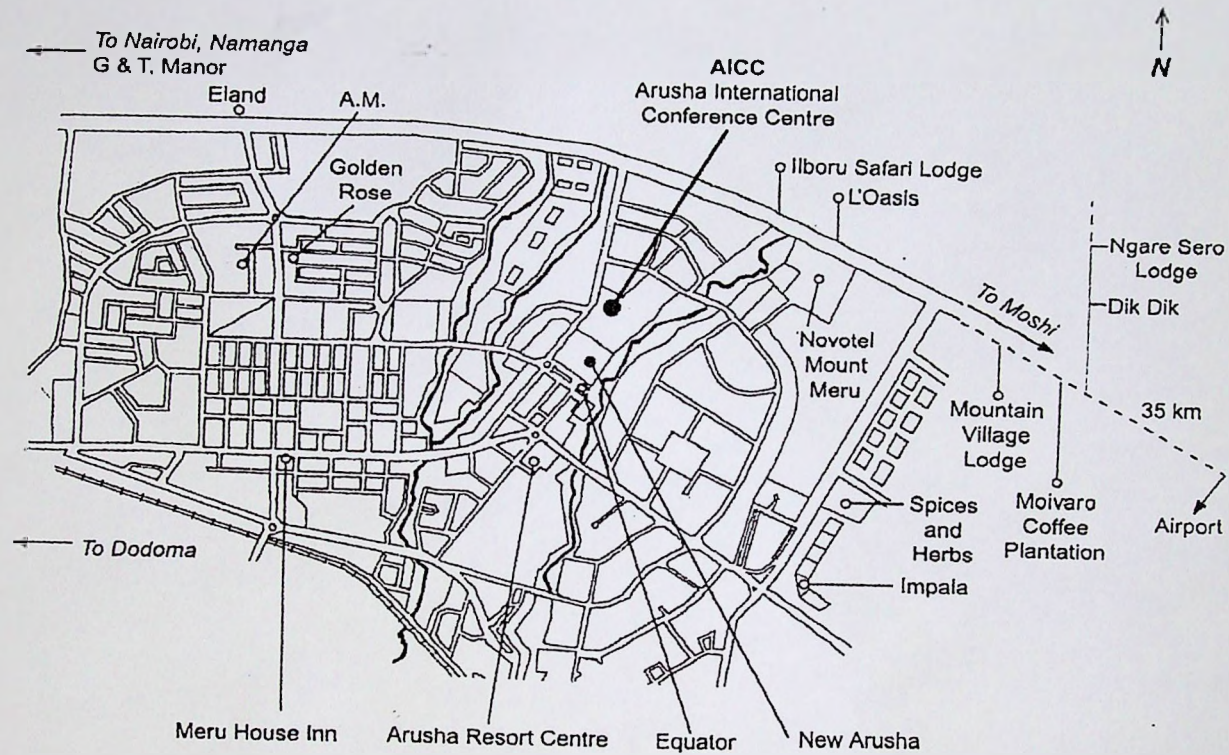 To Nairobi, Namanga
G & T, Manor
N
Eland
A.M.
AICC
Arusha International
Conference Centre
Golden
Rose
Ilboru Safari Lodge
L'Oasis
Ngare Sero
Lodge
Dik Dik
To Moshi
Novotel
Mount
Meru
Mountain
Village
Lodge
35 km
Moivaro
Coffee
Plantation
Airport
Spices
and
Herbs
To Dodoma
Impala
Meru House Inn
Arusha Resort Centre
Equator
New Arusha